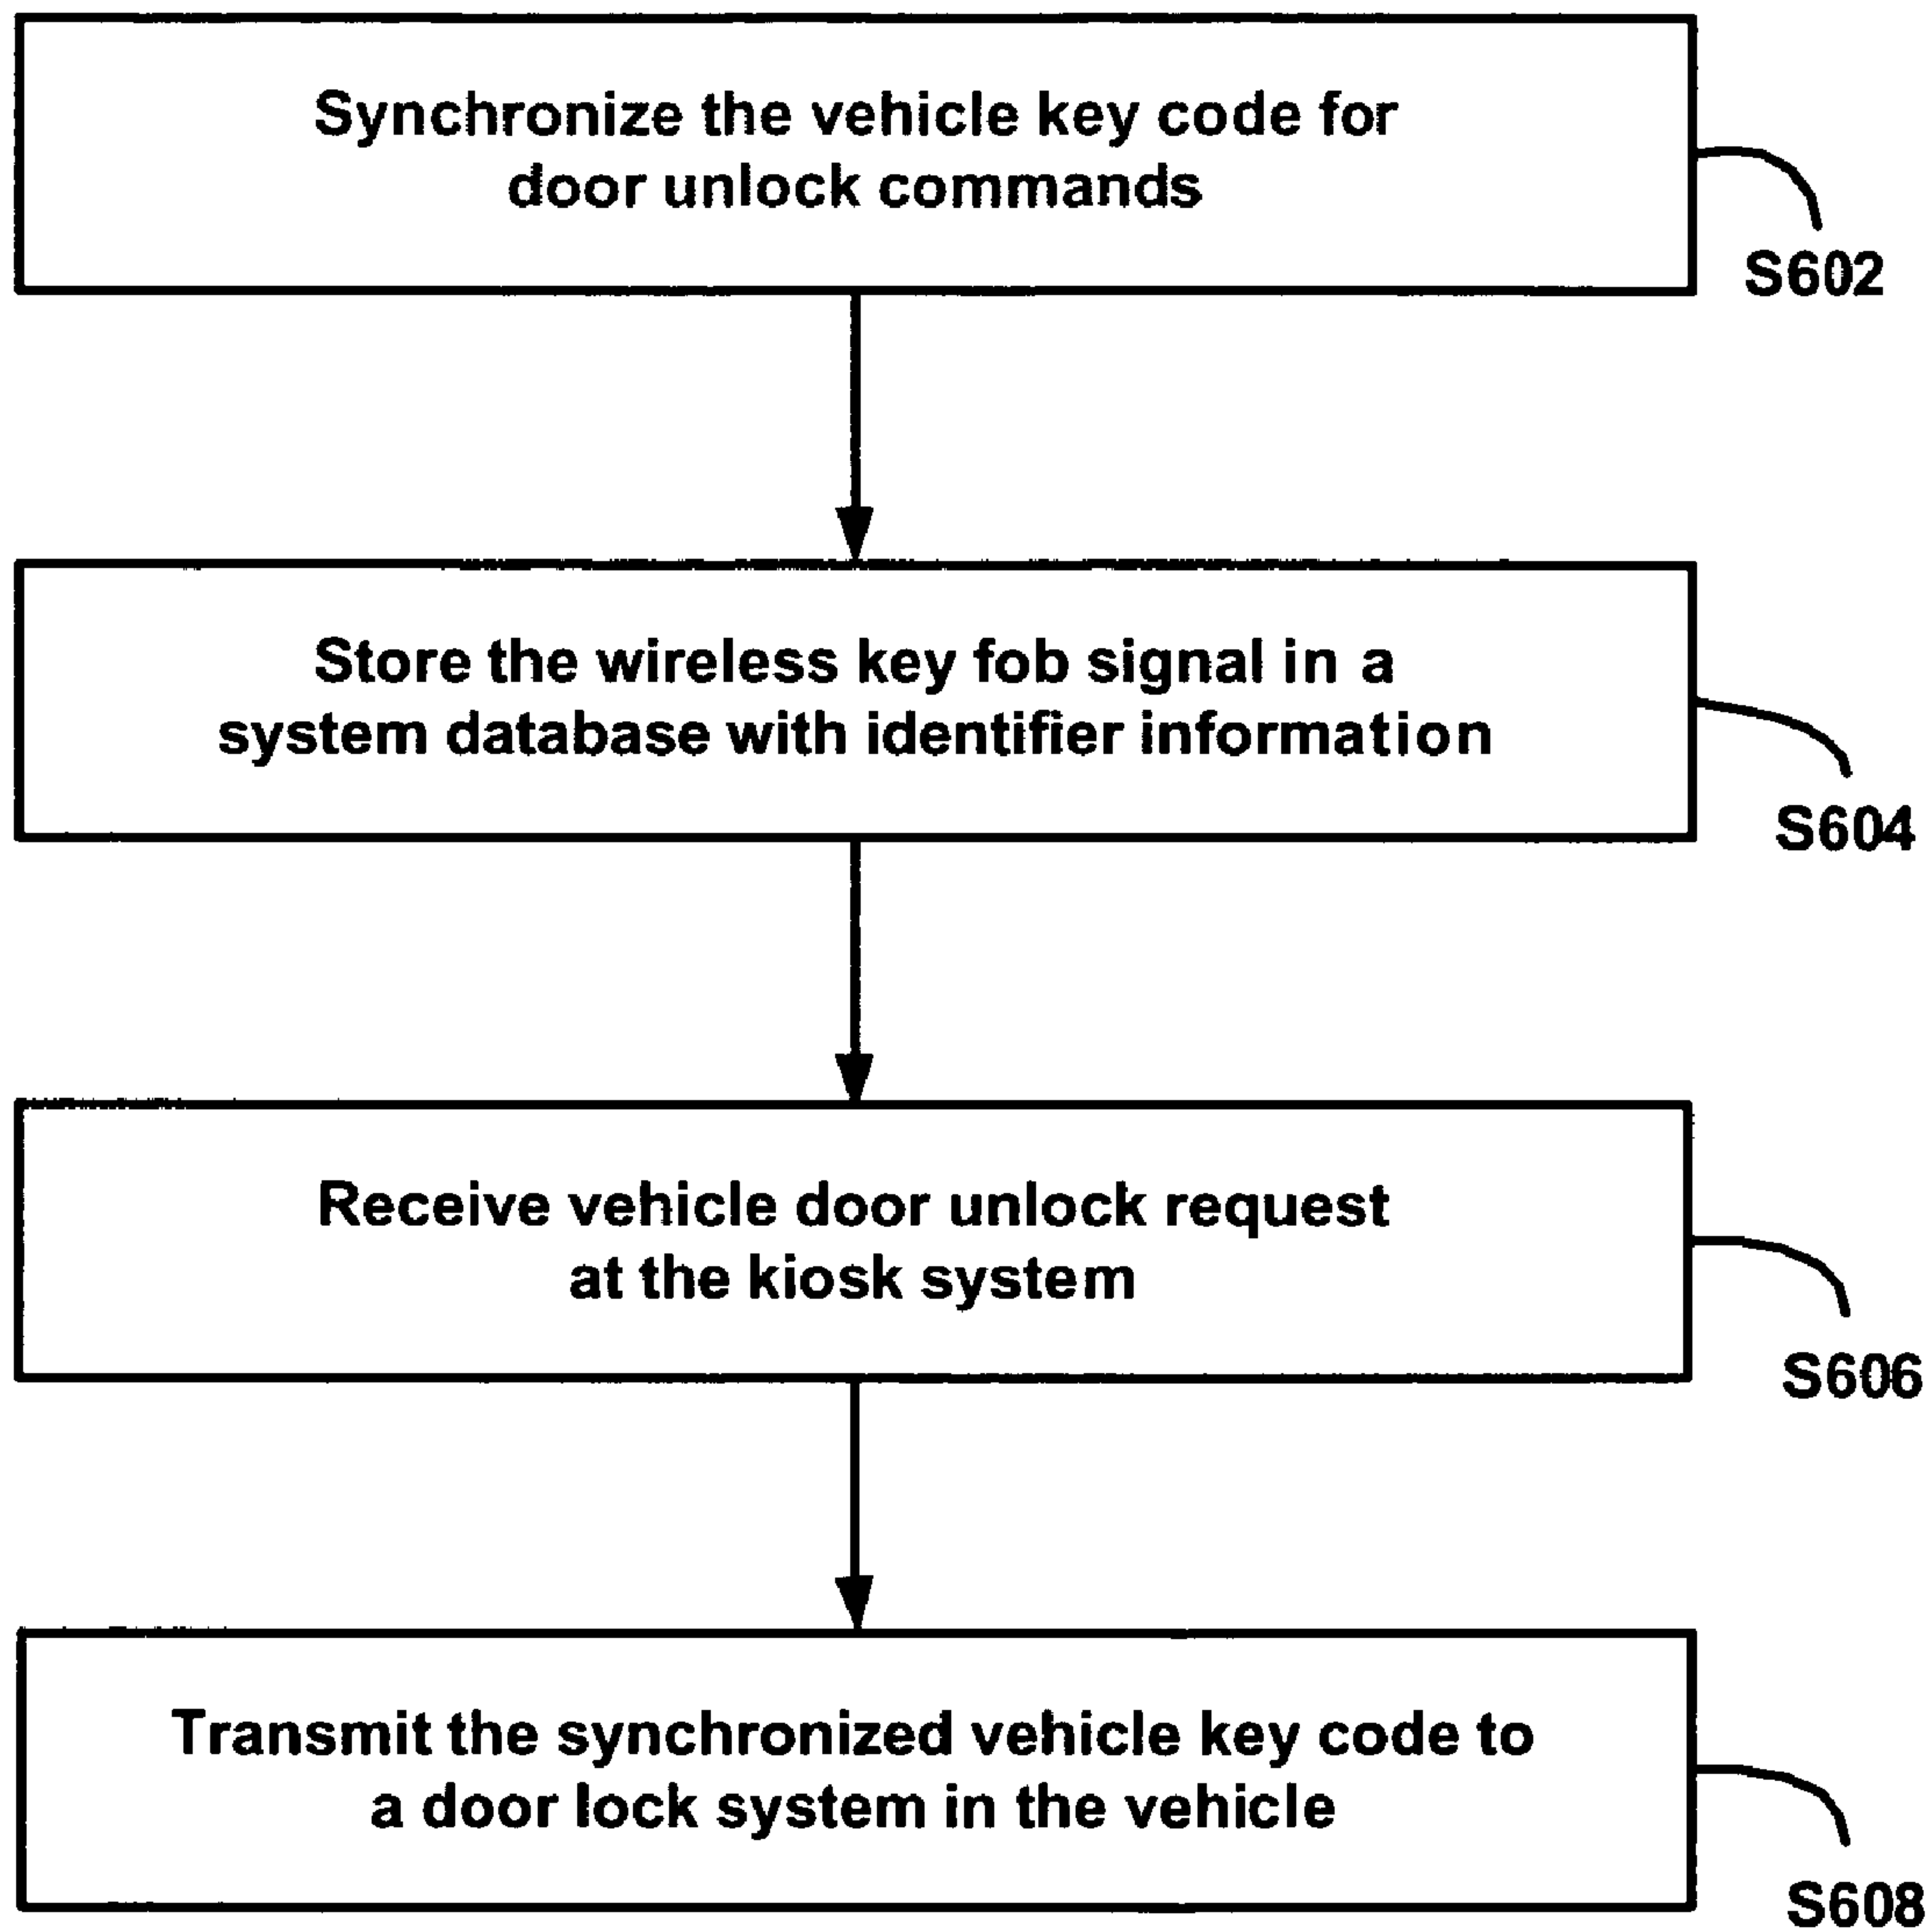 Synchronize the vehicle key code for
door unlock commands
S602
Store the wireless key fob signal in a
system database with identifier information
S604
Receive vehicle door unlock request
at the kiosk system
S606
Transmit the synchronized vehicle key code to
a door lock system in the vehicle
S608